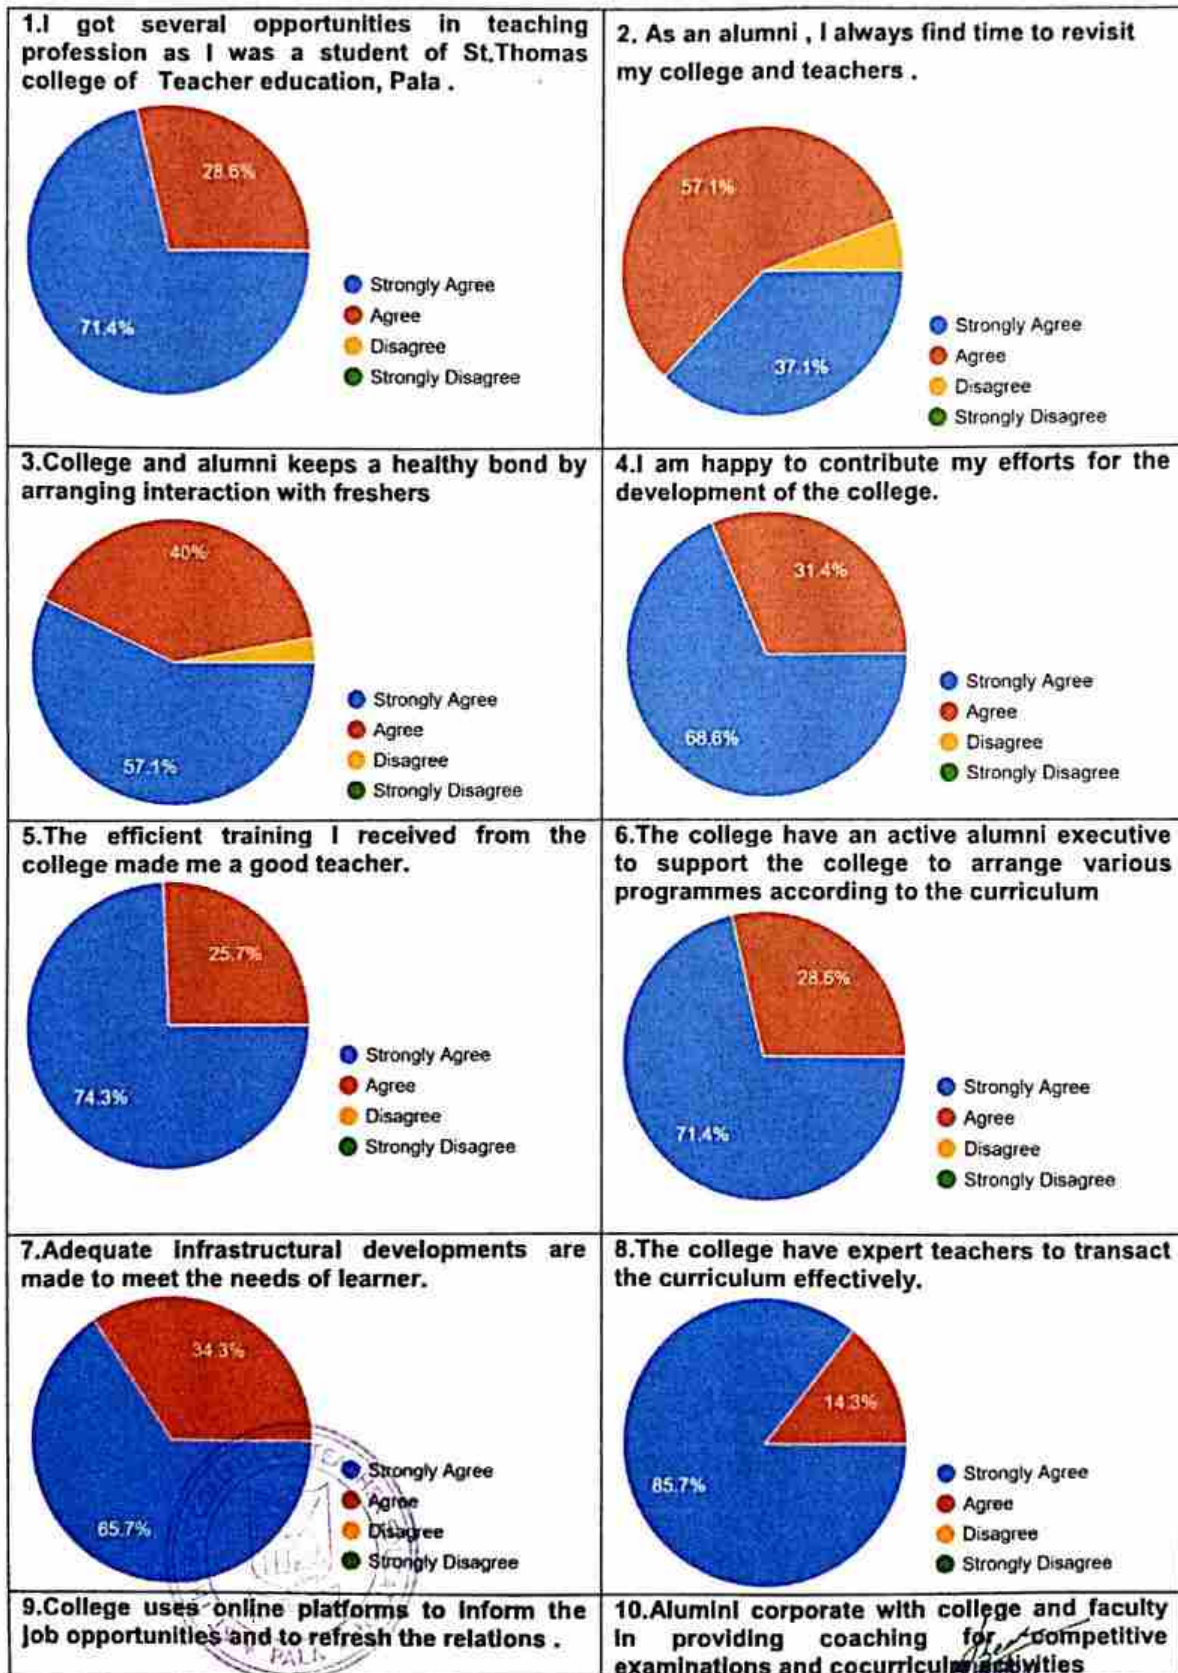 1.I got several opportunities in teaching
profession as I was a student of St.Thomas
college of Teacher education, Pala .
28.6%
71.4%
Strongly Agree
Agree
Disagree
Strongly Disagree
2. As an alumni , I always find time to revisit
my college and teachers .
57.1%
37.1%
Strongly Agree
Agree
Disagree
Strongly Disagree
3.College and alumni keeps a healthy bond by
arranging interaction with freshers
40%
57.1%
Strongly Agree
Agree
Disagree
Strongly Disagree
4.I am happy to contribute my efforts for the
development of the college.
31.4%
68.6%
Strongly Agree
Agree
Disagree
Strongly Disagree
5.The efficient training I received from the
college made me a good teacher.
25.7%
74.3%
Strongly Agree
Agree
Disagree
Strongly Disagree
6.The college have an active alumni executive
to support the college to arrange various
programmes according to the curriculum
28.6%
71.4%
Strongly Agree
Agree
Disagree
Strongly Disagree
7.Adequate infrastructural developments are
made to meet the needs of learner.
34.3%
65.7%
Strongly Agree
Agree
Disagree
Strongly Disagree
8.The college have expert teachers to transact
the curriculum effectively.
14.3%
85.7%
Strongly Agree
Agree
Disagree
Strongly Disagree
9.College uses online platforms to inform the
job opportunities and to refresh the relations .
PALA
10.Alumini corporate with college and faculty
in providing coaching for competitive
examinations and cocurricular activities